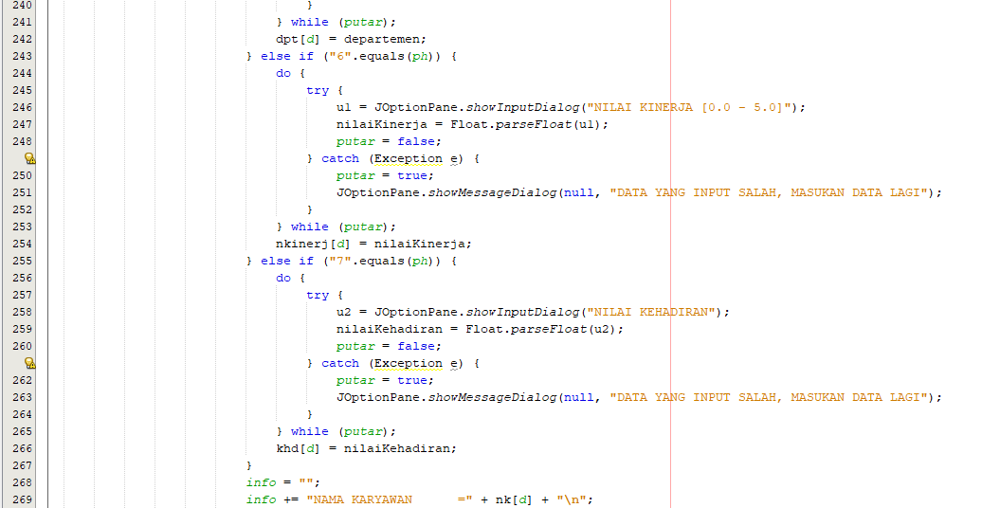 240                                     }
241                                 } while (putar);
242                                 dpt[d] = departemen;
243                             } else if ("6".equals(ph)) {
244                                 do {
245                                     try {
246                                         u1 = JOptionPane.showInputDialog("NILAI KINERJA [0.0 - 5.0]");
247                                         nilaiKinerja = Float.parseFloat(u1);
248                                         putar = false;
                                    } catch (Exception e) {
250                                         putar = true;
251                                         JOptionPane.showMessageDialog(null, "DATA YANG INPUT SALAH, MASUKAN DATA LAGI");
252                                     }
253                                 } while (putar);
254                                 nkinerj[d] = nilaiKinerja;
255                             } else if ("7".equals(ph)) {
256                                 do {
257                                     try {
258                                         u2 = JOptionPane.showInputDialog("NILAI KEHADIRAN");
259                                         nilaiKehadiran = Float.parseFloat(u2);
260                                         putar = false;
                                    } catch (Exception e) {
262                                         putar = true;
263                                         JOptionPane.showMessageDialog(null, "DATA YANG INPUT SALAH, MASUKAN DATA LAGI");
264                                     }
265                                 } while (putar);
266                                 khd[d] = nilaiKehadiran;
267                             }
268                             info = "";
269                             info += "NAMA KARYAWAN      =" + nk[d] + "\n";